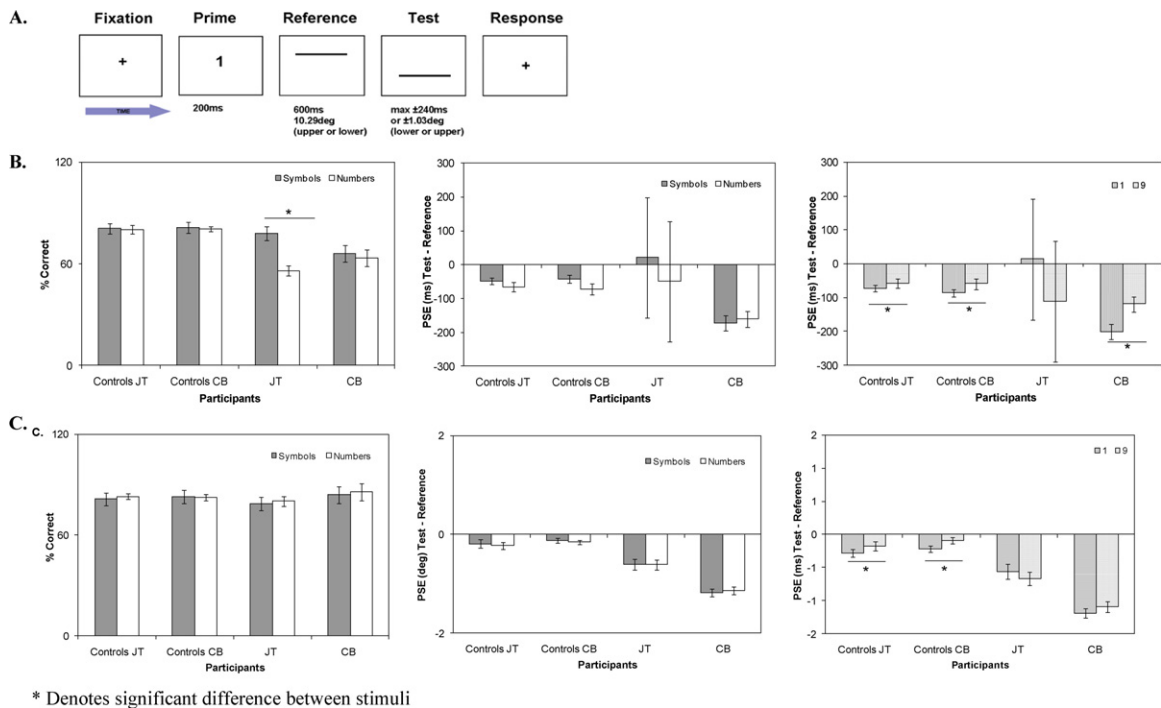 A.
Fixation Prime Reference Test Response
+ 1 +
TIME
200ms
600ms
10.29deg
(upper or lower)
max ±240ms
or ±1.03deg
(lower or upper)
B.
120
60
0
% Correct
Symbols Numbers
*
Controls JT Controls CB JT CB
Participants
300
200
100
0
-100
-200
-300
PSE (ms) Test - Reference
Symbols Numbers
Controls JT Controls CB JT CB
Participants
300
200
100
0
-100
-200
-300
PSE (ms) Test - Reference
1 9
* * *
Controls JT Controls CB JT CB
Participants
C.
C.
120
60
0
% Correct
Symbols Numbers
Controls JT Controls CB JT CB
Participants
2
0
-2
PSE (deg) Test - Reference
Symbols Numbers
Controls JT Controls CB JT CB
Participants
2
1
1
0
-1
-1
-2
PSE (ms) Test - Reference
1 9
* *
Controls JT Controls CB JT CB
Participants
* Denotes significant difference between stimuli